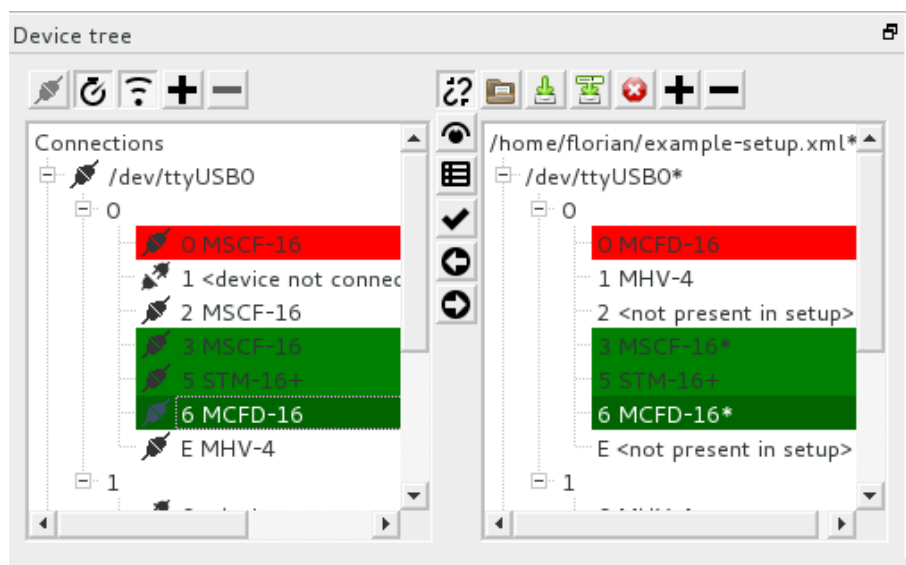 Device tree
Connections
/dev/ttyUSB0
0
0 MSCF-16
1 <device not connec
2 MSCF-16
3 MSCF-16
5 STM-16+
6 MCFD-16
E MHV-4
1
/home/florian/example-setup.xml*
/dev/ttyUSB0*
0
0 MCFD-16
1 MHV-4
2 <not present in setup>
3 MSCF-16*
5 STM-16+
6 MCFD-16*
E <not present in setup>
1